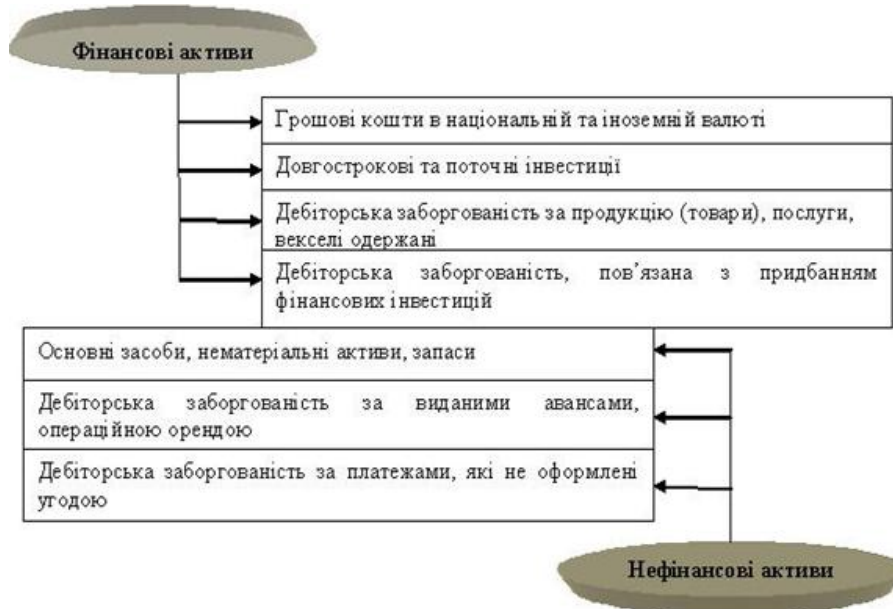 Фінансові активи
Грошові кошти в національній та іноземній валюті
Довгострокові та поточні інвестиції
Дебіторська заборгованість за продукцію (товари), послуги,
векселі одержані
Дебіторська заборгованість, пов’язана з придбанням
фінансових інвестицій
Основні засоби, нематеріальні активи, запаси
Дебіторська заборгованість за виданими авансами,
операційною орендою
Дебіторська заборгованість за платежами, які не оформлені
угодою
Нефінансові активи